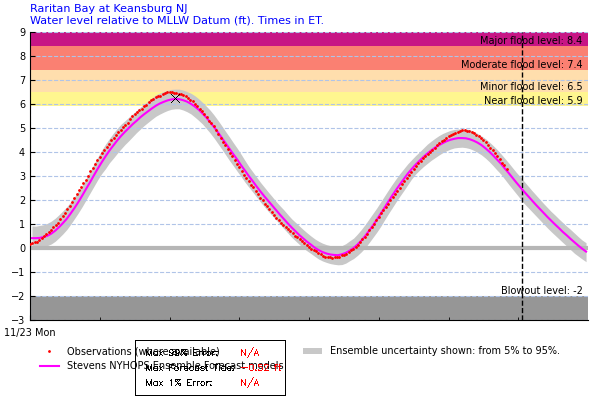 Raritan Bay at Keansburg NJ
Water level relative to MLLW Datum (ft). Times in ET.
9
Major flood level: 8.4
8
Moderate flood level: 7.4
7
Minor flood level: 6.5
Near flood level: 5.9
6
5
4
3
2
1
0
−1
Blowout level: -2
−2
−3
11/23 Mon
Observations (where available)
Stevens NYHOPS Ensemble Forecast models
Ensemble uncertainty shown: from 5% to 95%.
Error: N/A
Max Forecast
Max 1% Error: N/A